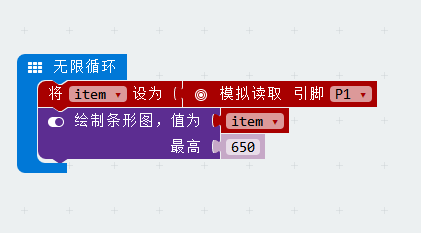 无限循环
将 item 设为 ( 模拟读取 引脚 P1
绘制条形图，值为 ( item
最高 650